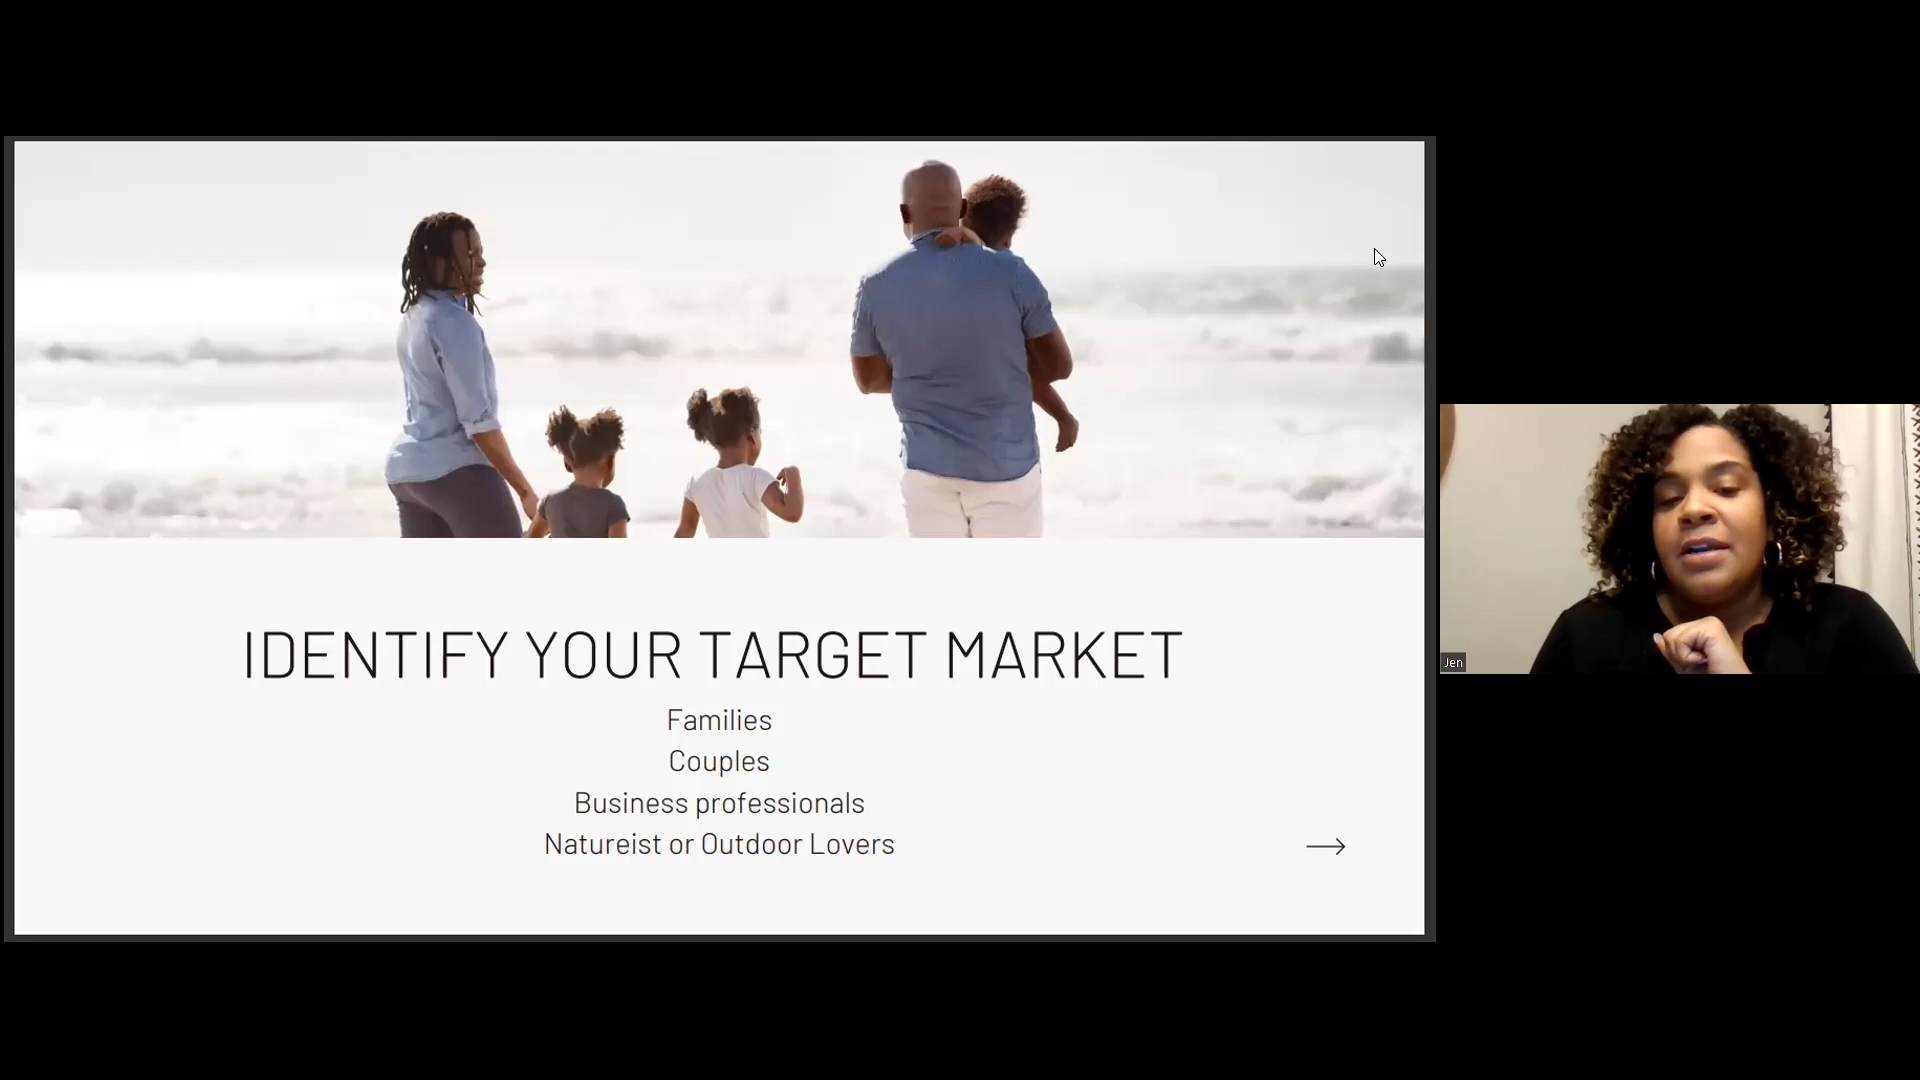 IDENTIFY YOUR TARGET MARKET
Families
Couples
Business professionals
Natureist or Outdoor Lovers
Jen